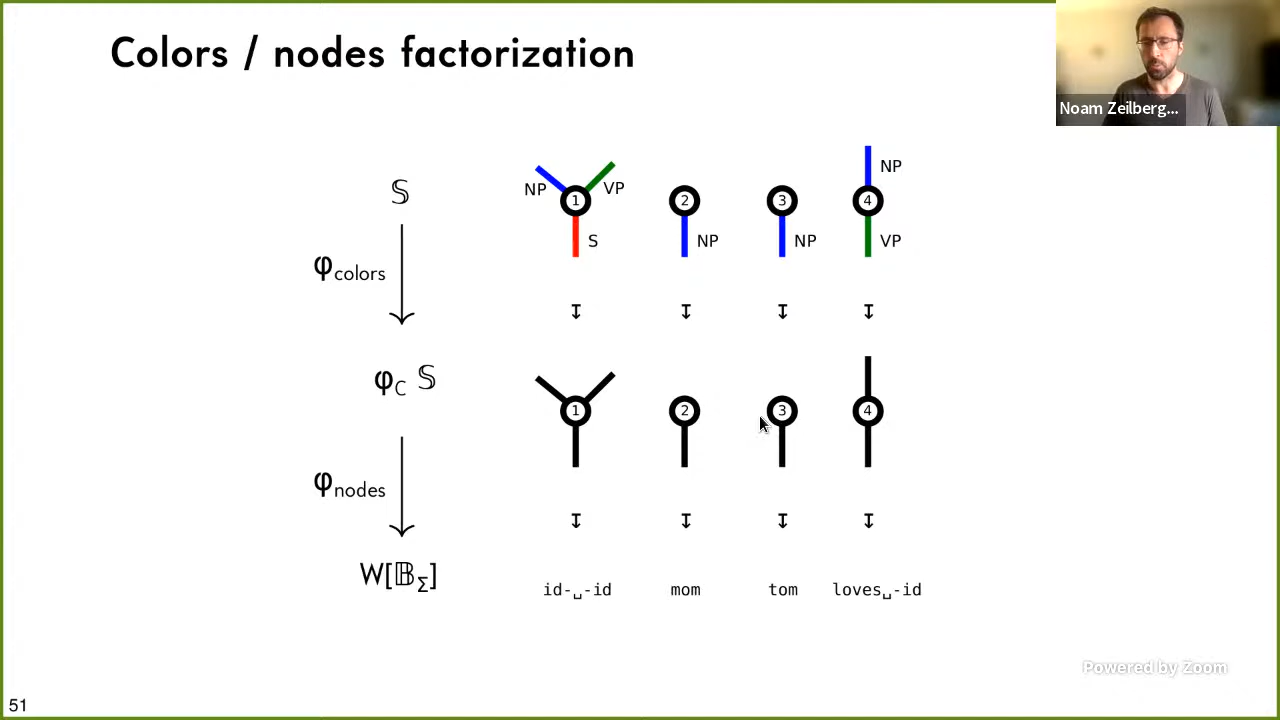 Colors / nodes factorization
Noam Zeilberg...
𝕊
NP 1 VP
S
2
NP
3
NP
NP
4
VP
φcolors
↧ ↧ ↧ ↧
φC 𝕊
1 2 3 4
φnodes
↧ ↧ ↧ ↧
W[𝔹Σ]
id-␣-id mom tom loves␣-id
Powered by Zoom
51